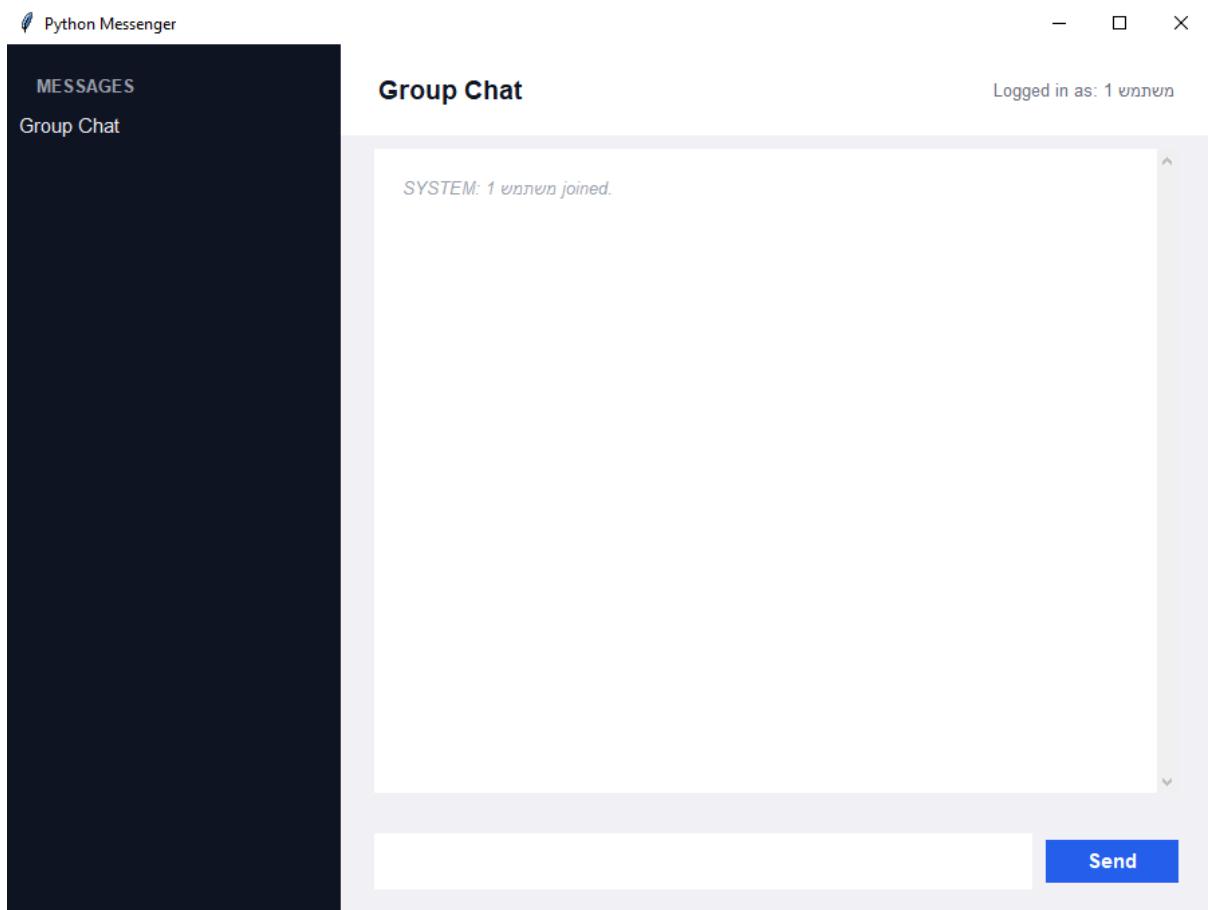 Python Messenger
MESSAGES
Group Chat
Group Chat
Logged in as: משתמש 1
SYSTEM: משתמש 1 joined.
Send